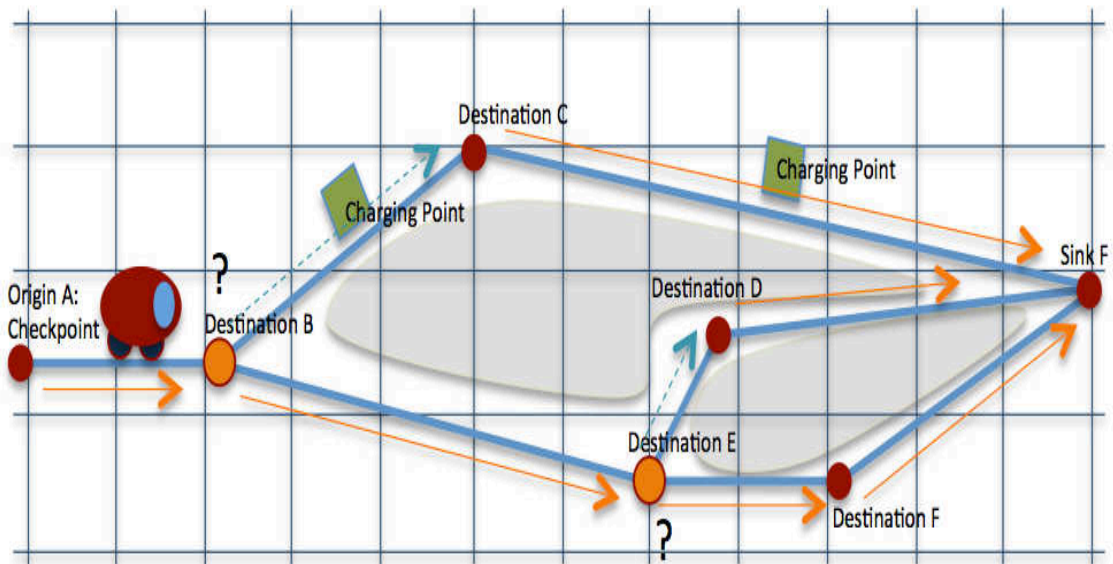 Destination C
Charging Point
Charging Point
?
Sink F
Origin A:
Checkpoint
Destination B
Destination D
Destination E
Destination F
?